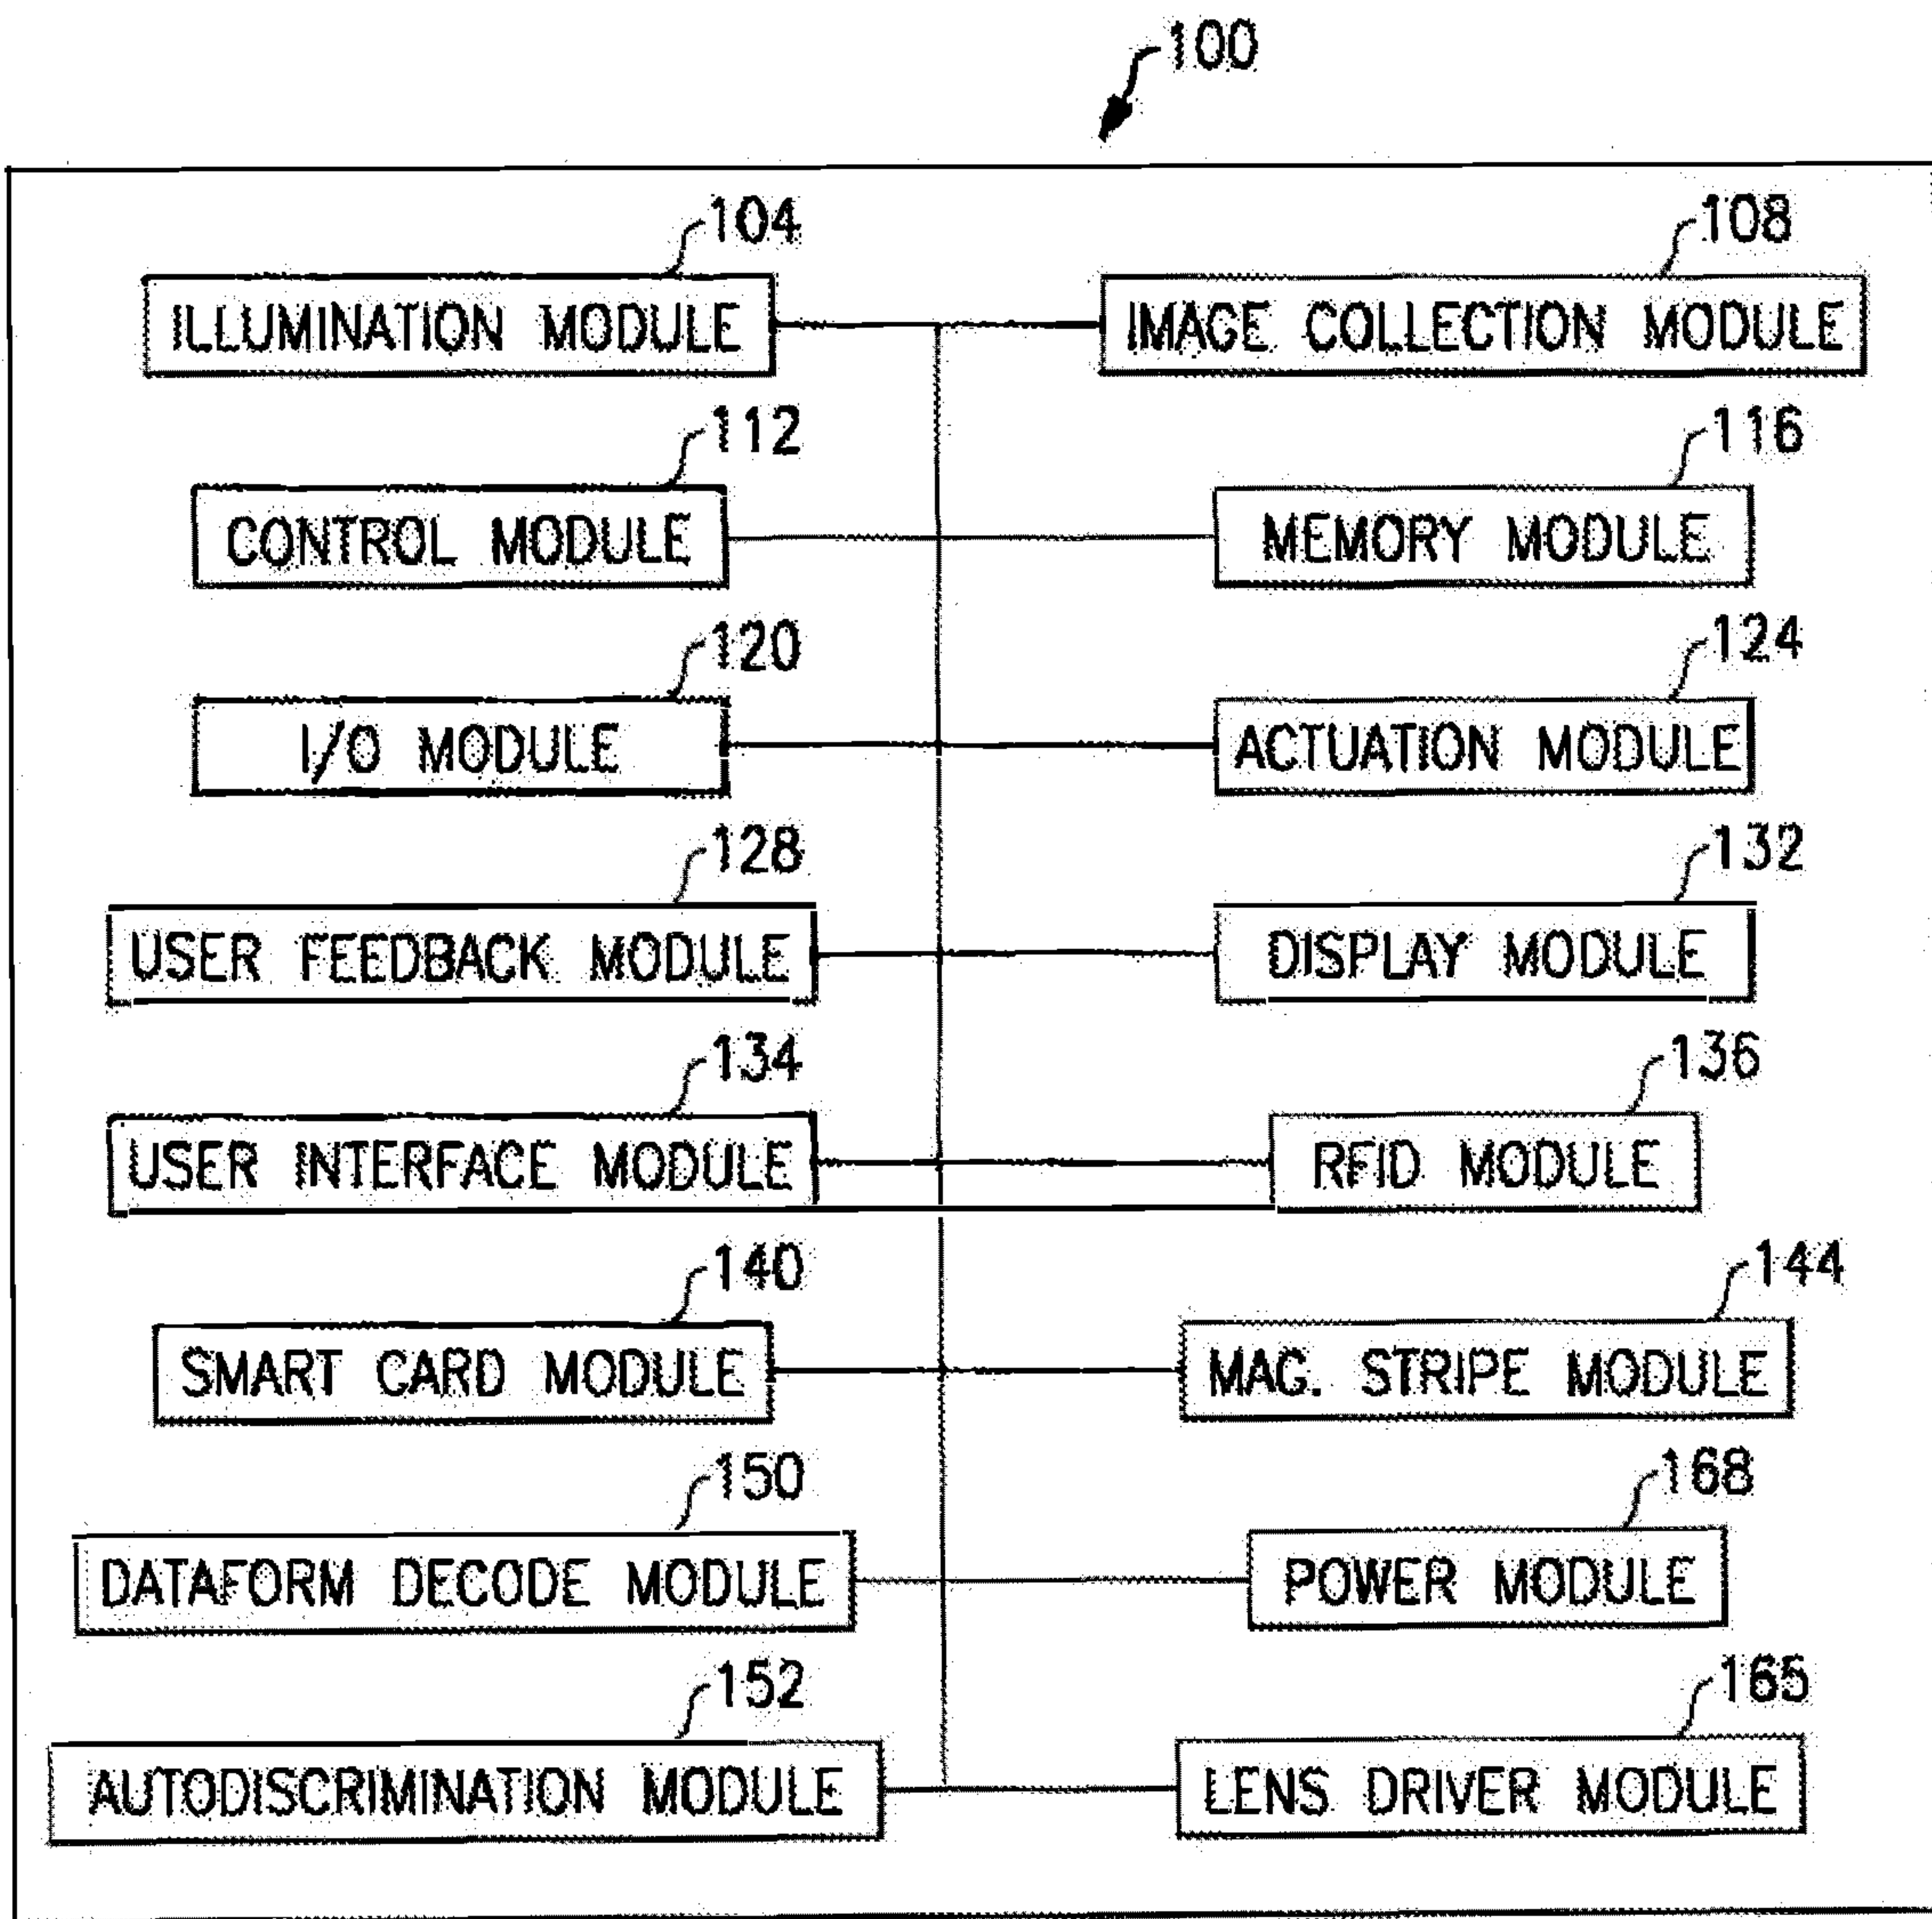 100
104 108
ILLUMINATION MODULE IMAGE COLLECTION MODULE
112 116
CONTROL MODULE MEMORY MODULE
120 124
I/O MODULE ACTUATION MODULE
128 132
USER FEEDBACK MODULE DISPLAY MODULE
134 136
USER INTERFACE MODULE RFID MODULE
140 144
SMART CARD MODULE MAG. STRIPE MODULE
150 168
DATAFORM DECODE MODULE POWER MODULE
152 165
AUTODISCRIMINATION MODULE LENS DRIVER MODULE